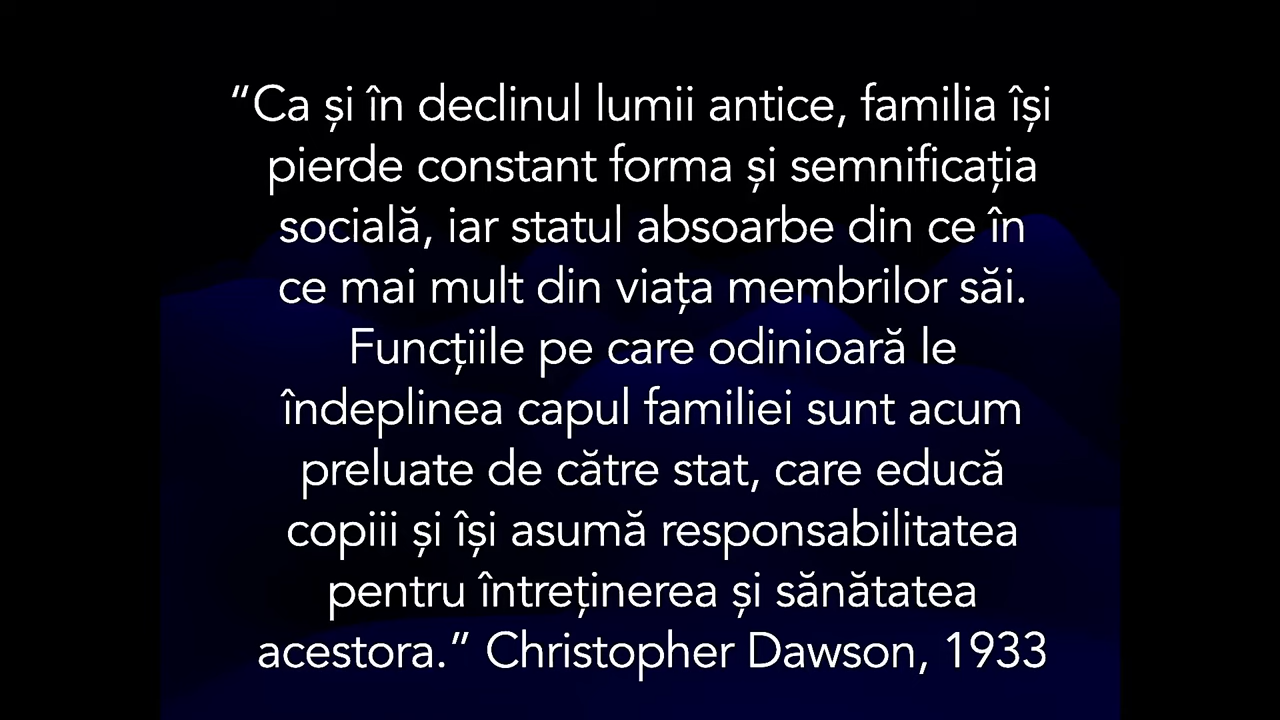 “Ca și în declinul lumii antice, familia își
pierde constant forma și semnificația
socială, iar statul absoarbe din ce în
ce mai mult din viața membrilor săi.
Funcțiile pe care odinioară le
îndeplinea capul familiei sunt acum
preluate de către stat, care educă
copiii și își asumă responsabilitatea
pentru întreținerea și sănătatea
acestora.” Christopher Dawson, 1933